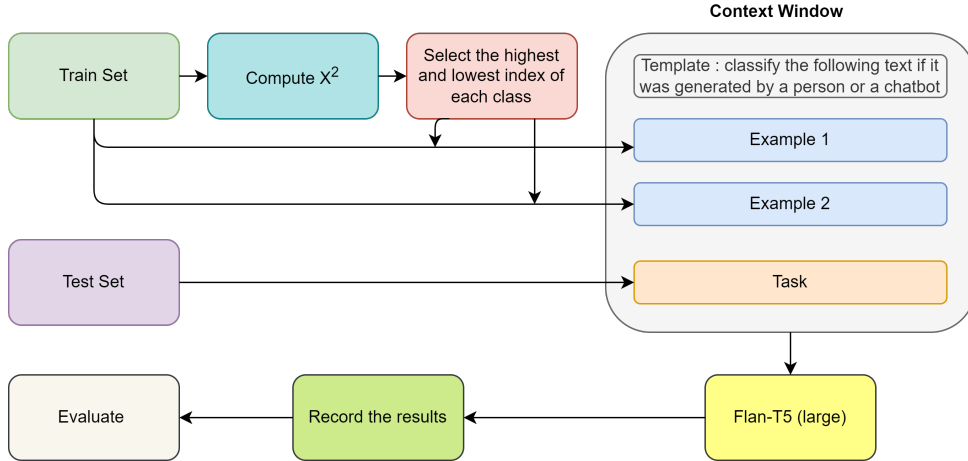 Context Window
Train Set
Compute X²
Select the highest
and lowest index of
each class
Template : classify the following text if it
was generated by a person or a chatbot
Example 1
Example 2
Test Set
Task
Evaluate
Record the results
Flan-T5 (large)